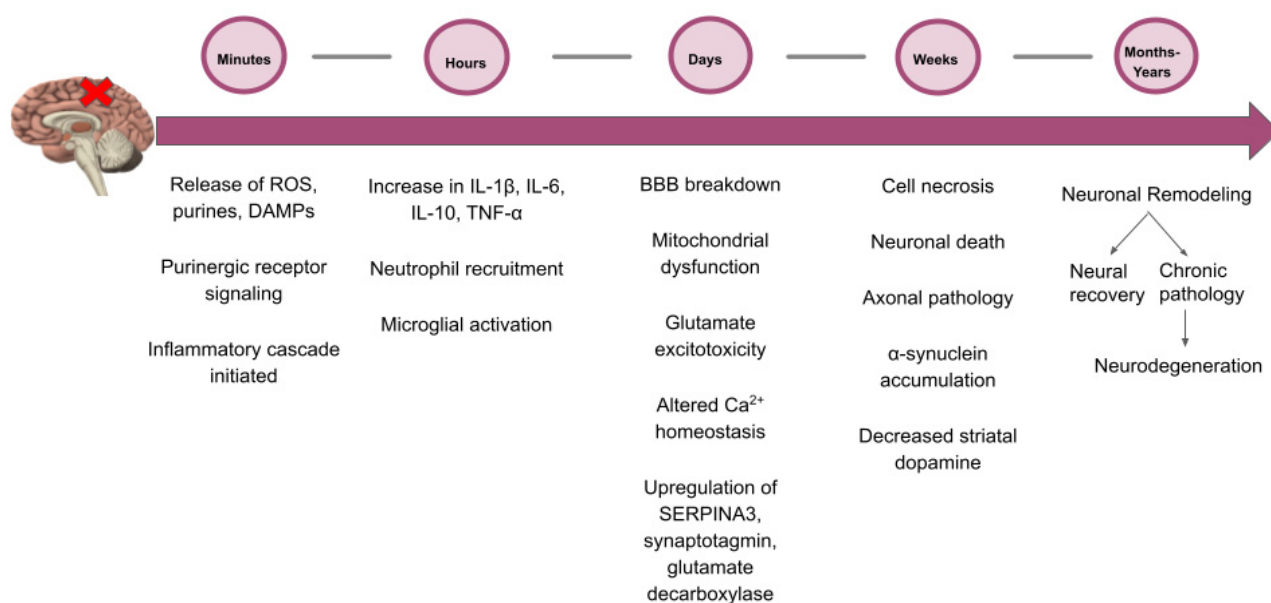 Minutes
Hours
Days
Weeks
Months-
Years
Release of ROS,
purines, DAMPs
Purinergic receptor
signaling
Inflammatory cascade
initiated
Increase in IL-1β, IL-6,
IL-10, TNF-α
Neutrophil recruitment
Microglial activation
BBB breakdown
Mitochondrial
dysfunction
Glutamate
excitotoxicity
Altered Ca²⁺
homeostasis
Upregulation of
SERPINA3,
synaptotagmin,
glutamate
decarboxylase
Cell necrosis
Neuronal death
Axonal pathology
α-synuclein
accumulation
Decreased striatal
dopamine
Neuronal Remodeling
Neural
recovery
Chronic
pathology
Neurodegeneration